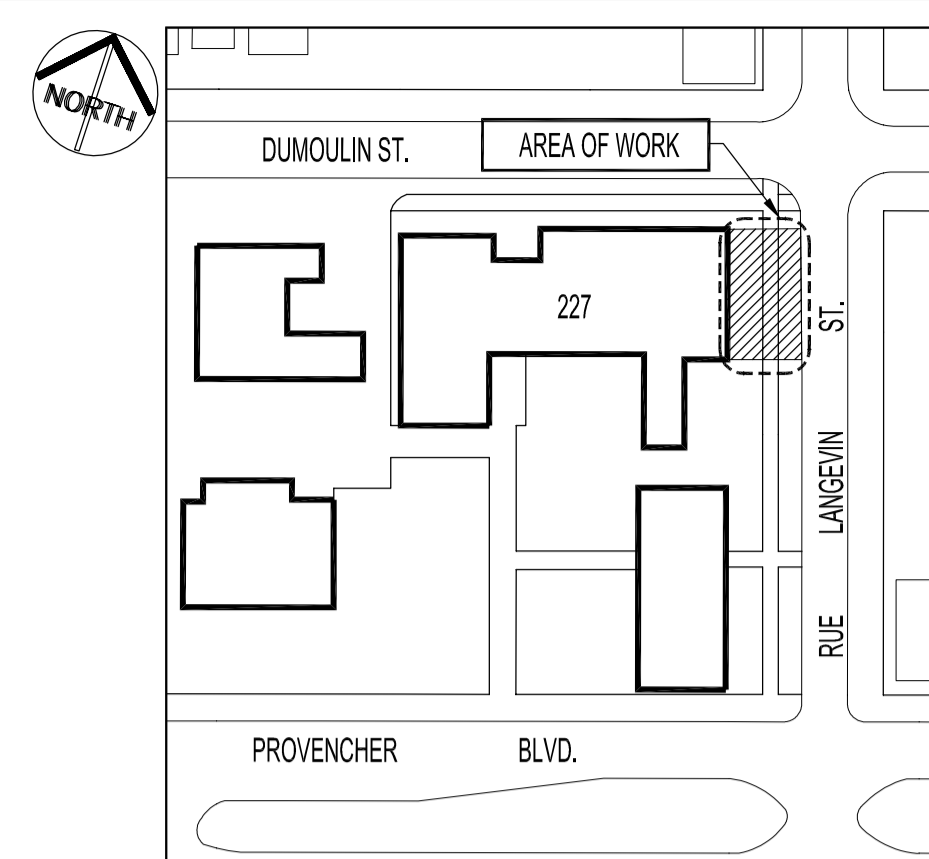 NORTH
DUMOULIN ST.
AREA OF WORK
227
RUE LANGEVIN ST.
PROVENCHER BLVD.